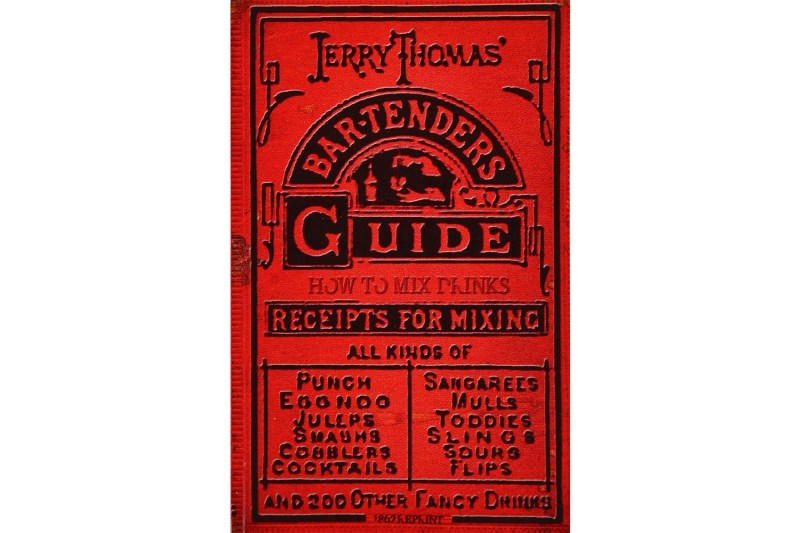 JERRY THOMAS'
BAR-TENDERS
GUIDE
HOW TO MIX DRINKS
RECEIPTS FOR MIXING
ALL KINDS OF
PUNCH
EGGNOG
JULEPS
SMASHS
COBBLERS
COCKTAILS
SANGAREES
MULLS
TODDIES
SLINGS
SOURS
FLIPS
AND 200 OTHER FANCY DRINKS
1862 REPRINT